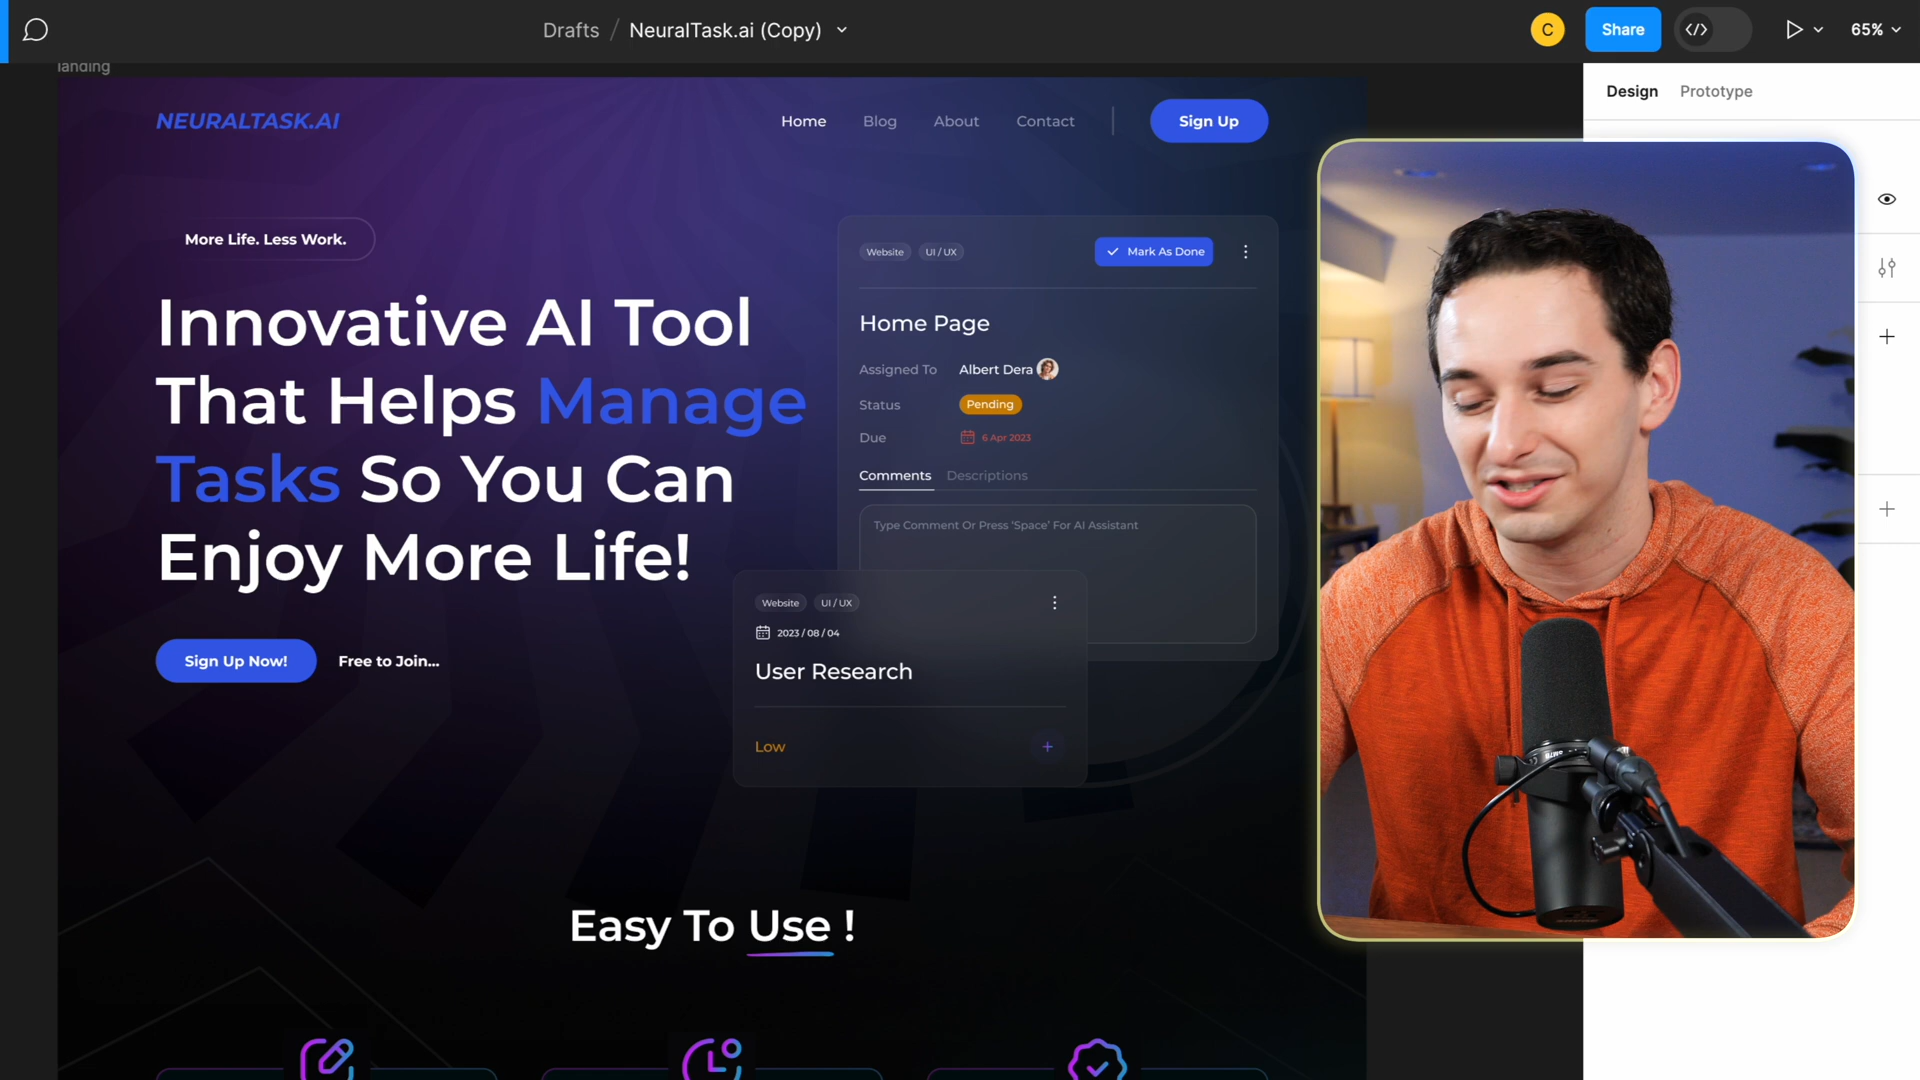 Drafts / NeuralTask.ai (Copy)
C
Share
65%
landing
Design Prototype
NEURALTASK.AI
Home Blog About Contact
Sign Up
More Life. Less Work.
Innovative AI Tool
That Helps Manage
Tasks So You Can
Enjoy More Life!
Sign Up Now!
Free to Join...
Website UI / UX
Mark As Done
Home Page
Assigned To Albert Dera
Status Pending
Due 6 Apr 2023
Comments Descriptions
Type Comment Or Press ‘Space’ For AI Assistant
Website UI / UX
2023 / 08 / 04
User Research
Low
Easy To Use !